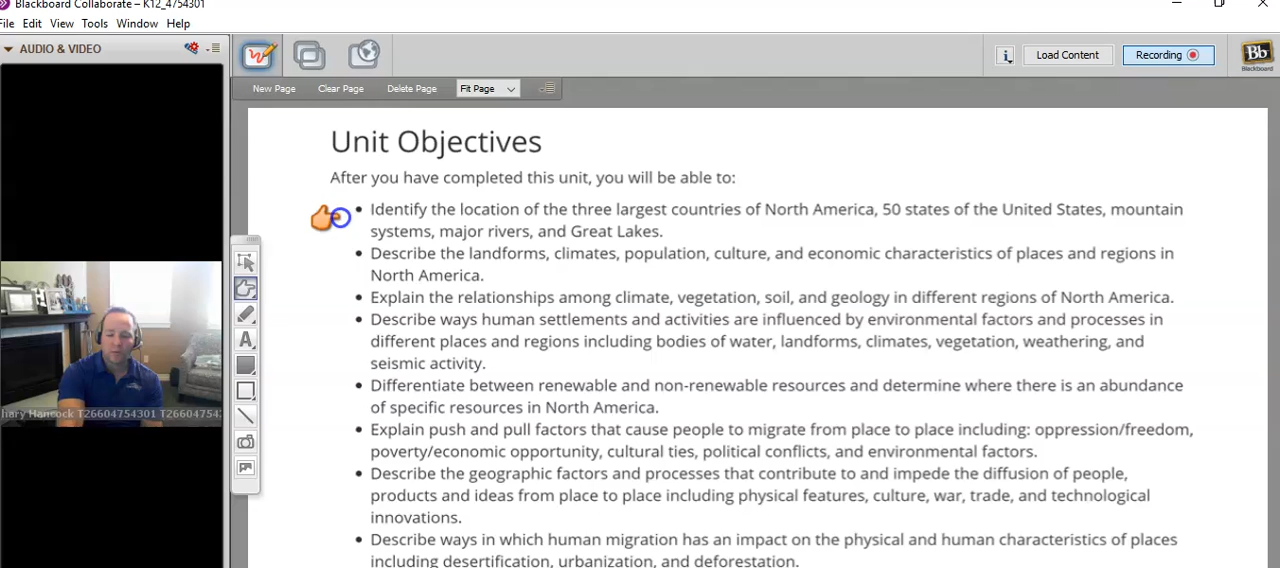 Blackboard Collaborate – K12_4754301
File Edit View Tools Window Help
AUDIO & VIDEO
Load Content
Recording
Bb
Blackboard
New Page Clear Page Delete Page Fit Page
Unit Objectives
After you have completed this unit, you will be able to:
• Identify the location of the three largest countries of North America, 50 states of the United States, mountain
systems, major rivers, and Great Lakes.
• Describe the landforms, climates, population, culture, and economic characteristics of places and regions in
North America.
• Explain the relationships among climate, vegetation, soil, and geology in different regions of North America.
• Describe ways human settlements and activities are influenced by environmental factors and processes in
different places and regions including bodies of water, landforms, climates, vegetation, weathering, and
seismic activity.
• Differentiate between renewable and non-renewable resources and determine where there is an abundance
of specific resources in North America.
• Explain push and pull factors that cause people to migrate from place to place including: oppression/freedom,
poverty/economic opportunity, cultural ties, political conflicts, and environmental factors.
• Describe the geographic factors and processes that contribute to and impede the diffusion of people,
products and ideas from place to place including physical features, culture, war, trade, and technological
innovations.
• Describe ways in which human migration has an impact on the physical and human characteristics of places
including desertification, urbanization, and deforestation.
hary Hancock T26604754301 T26604754